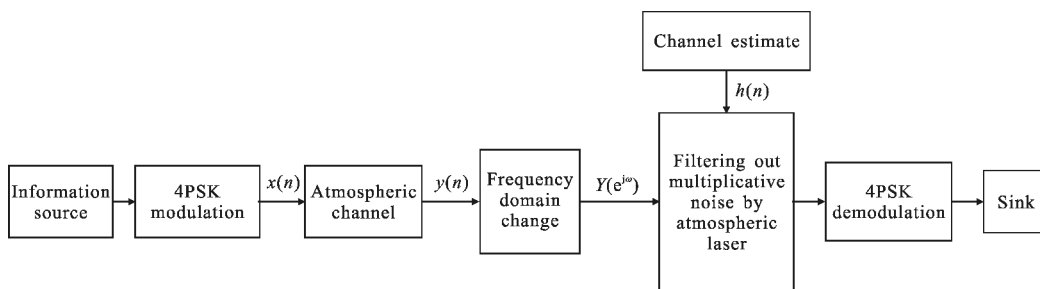 Channel estimate
h(n)
Information
source
4PSK
modulation
x(n)
Atmospheric
channel
y(n)
Frequency
domain
change
Y(e^{jω})
Filtering out
multiplicative
noise by
atmospheric
laser
4PSK
demodulation
Sink